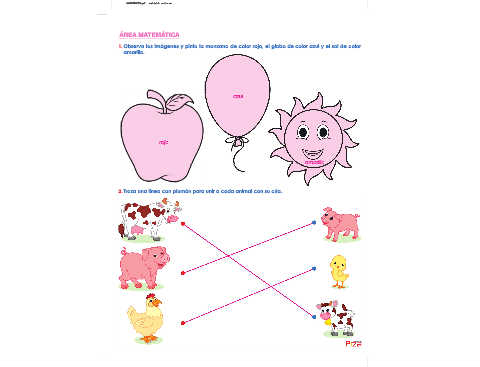 ÁREA MATEMÁTICA
1. Observa las imágenes y pinta la manzana de color rojo, el globo de color azul y el sol de color
amarillo.
azul
rojo
amarillo
2. Traza una línea con plumón para unir a cada animal con su cría.